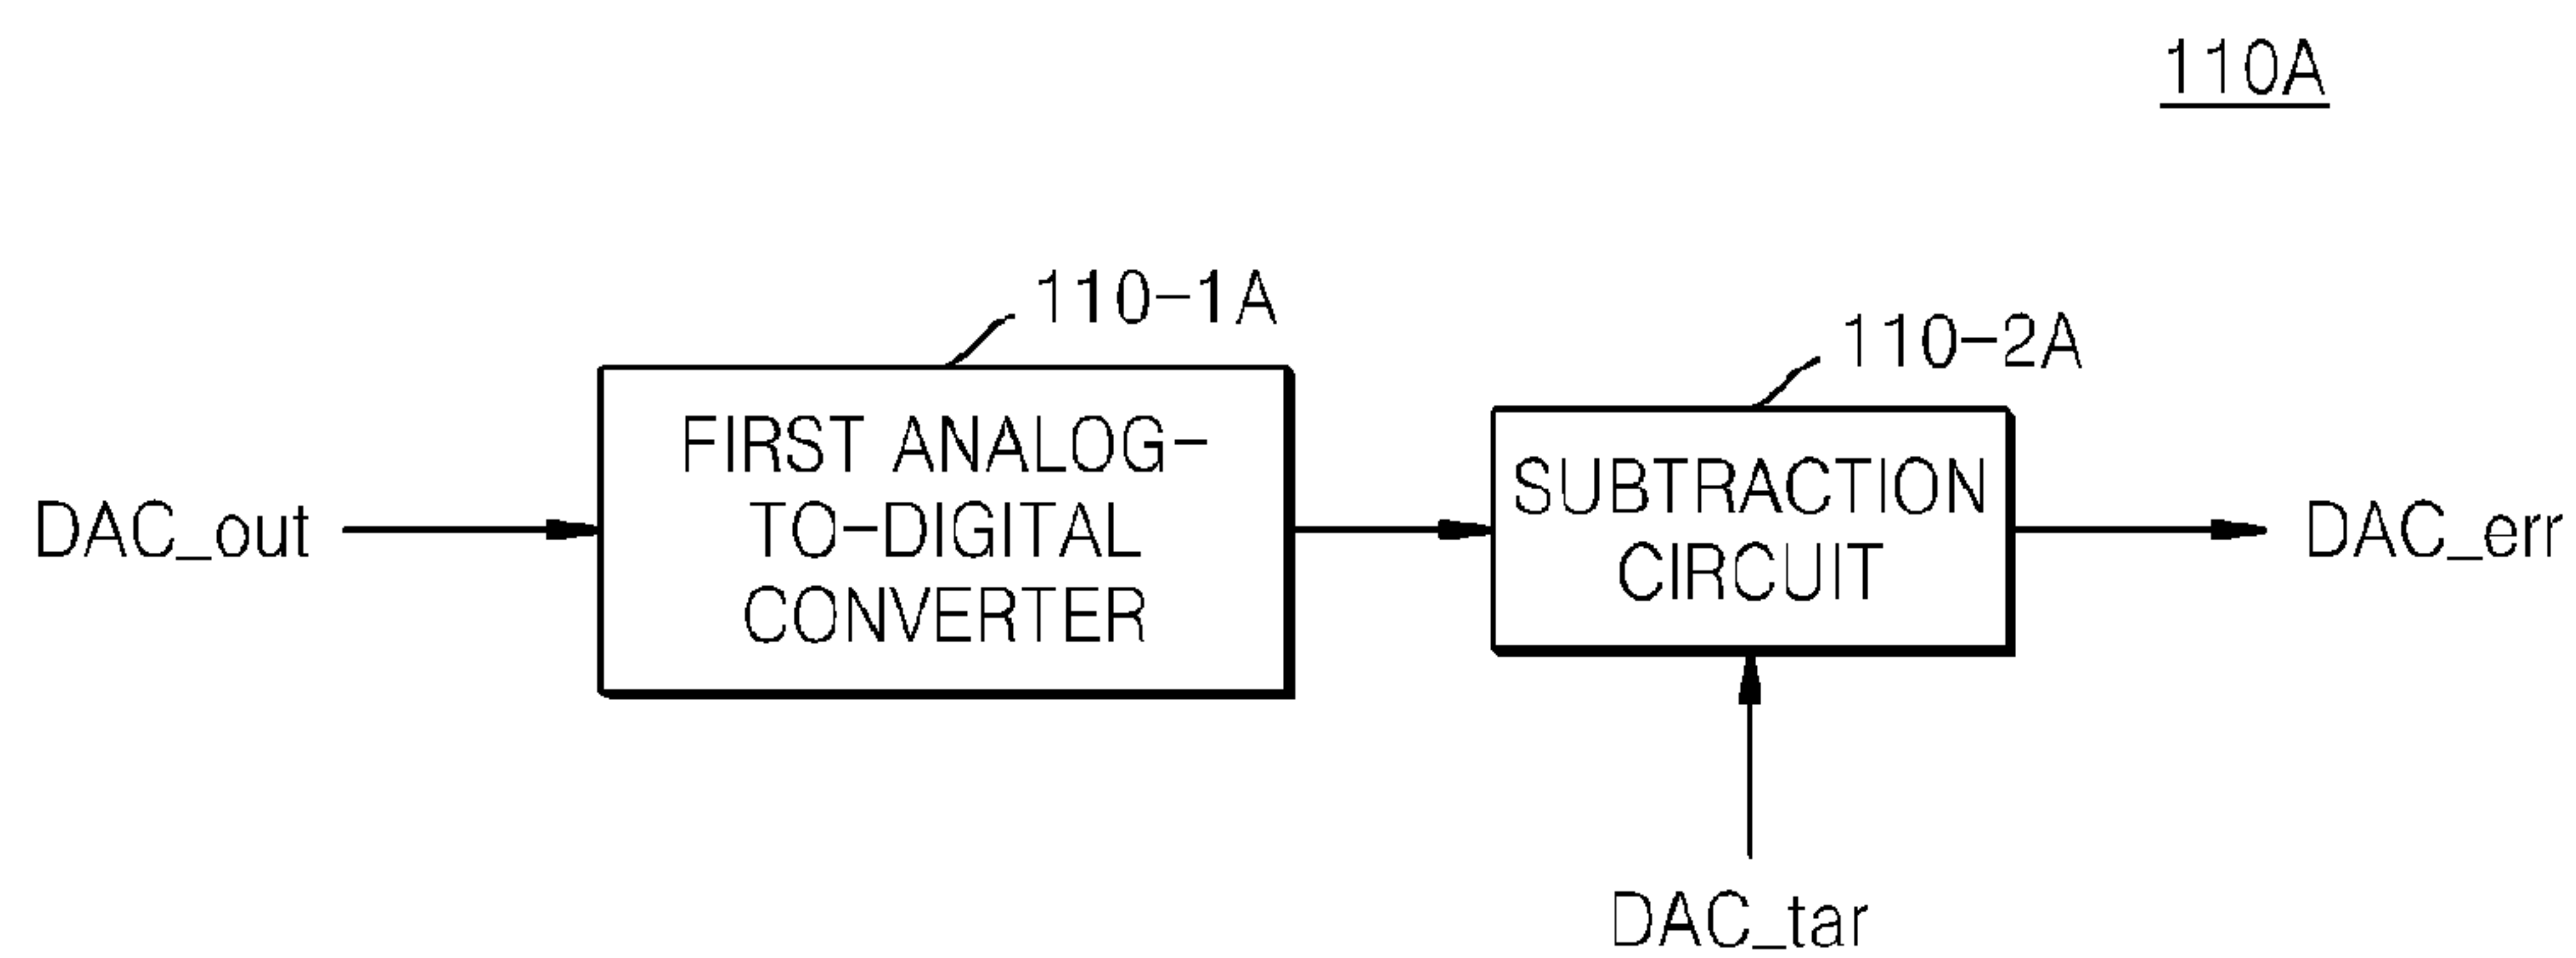 110A
110-1A
110-2A
FIRST ANALOG-
TO-DIGITAL
CONVERTER
SUBTRACTION
CIRCUIT
DAC_out
DAC_err
DAC_tar